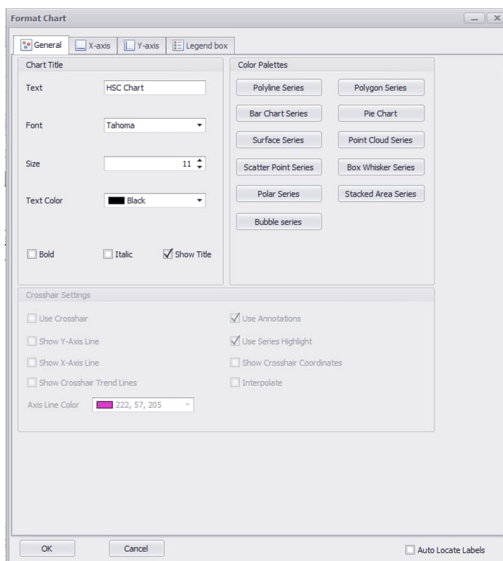 Format Chart
General X-axis Y-axis Legend box
Chart Title
Text HSC Chart
Font Tahoma
Size 11
Text Color Black
Bold Italic Show Title
Color Palettes
Polyline Series Polygon Series
Bar Chart Series Pie Chart
Surface Series Point Cloud Series
Scatter Point Series Box Whisker Series
Polar Series Stacked Area Series
Bubble series
Crosshair Settings
Use Crosshair Use Annotations
Show Y-Axis Line Use Series Highlight
Show X-Axis Line Show Crosshair Coordinates
Show Crosshair Trend Lines Interpolate
Axis Line Color 222, 57, 205
OK Cancel Auto Locate Labels